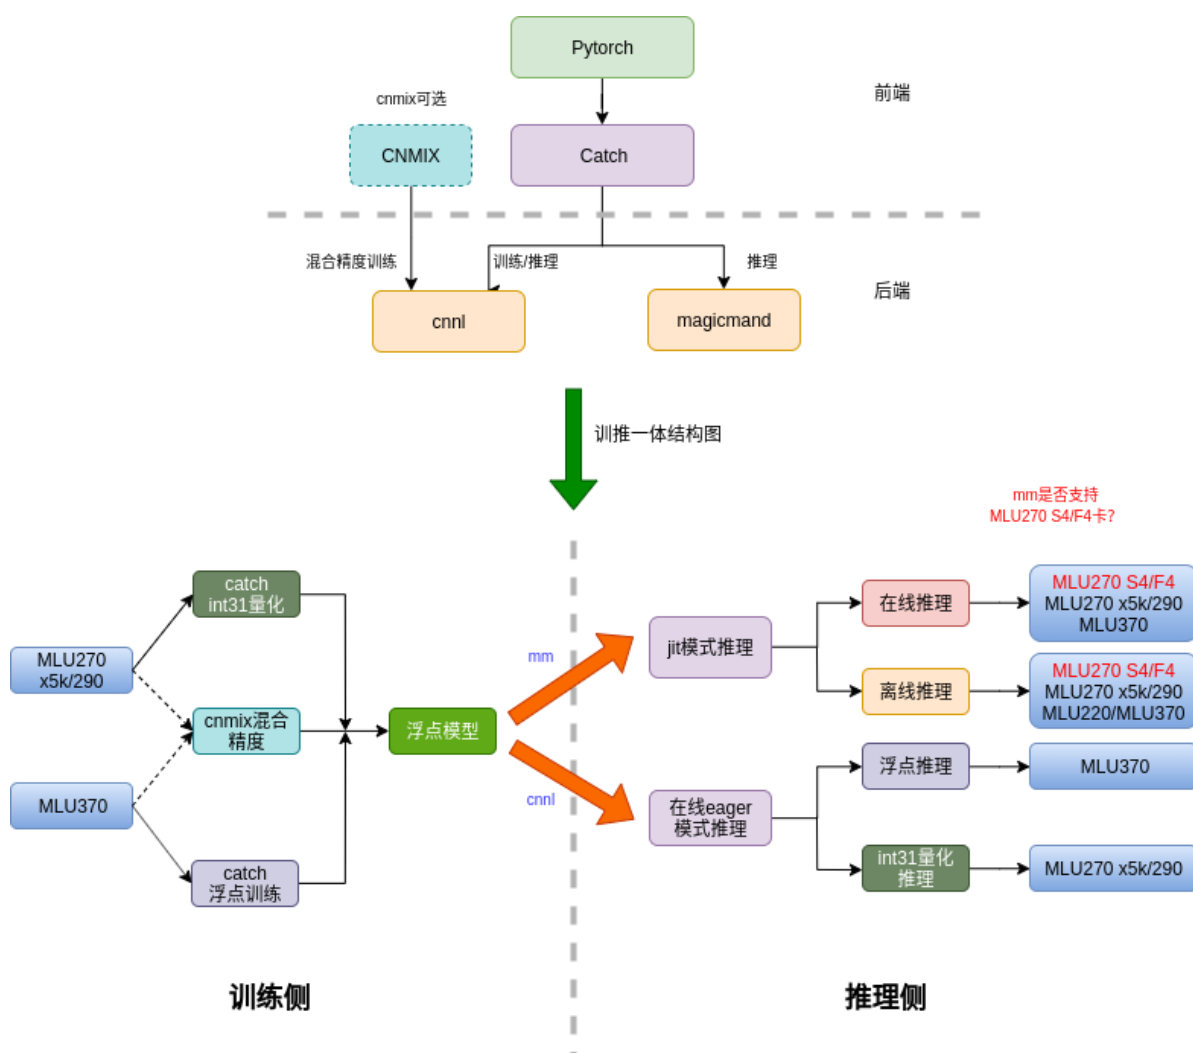 Pytorch
前端
cnmix可选
CNMIX
Catch
混合精度训练
训练/推理
推理
后端
cnnl
magicmand
训推一体结构图
mm是否支持
MLU270 S4/F4卡?
catch
int31量化
MLU270
x5k/290
cnmix混合
精度
浮点模型
MLU370
catch
浮点训练
mm
cnnl
jit模式推理
在线推理
MLU270 S4/F4
MLU270 x5k/290
MLU370
离线推理
MLU270 S4/F4
MLU270 x5k/290
MLU220/MLU370
在线eager
模式推理
浮点推理
MLU370
int31量化
推理
MLU270 x5k/290
训练侧
推理侧